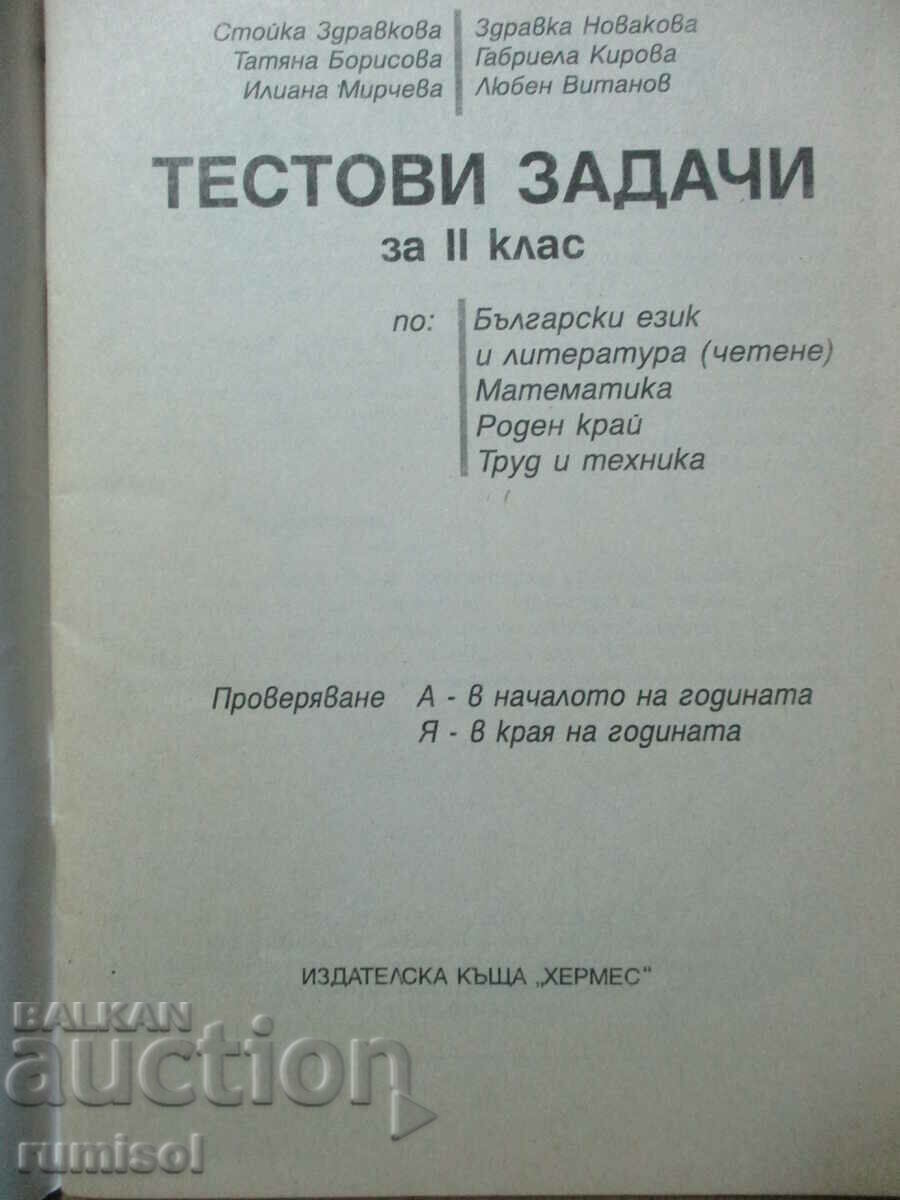 Стойка Здравкова
Татяна Борисова
Илиана Мирчева
Здравка Новакова
Габриела Кирова
Любен Витанов
ТЕСТОВИ ЗАДАЧИ
за II клас
по:
Български език
и литература (четене)
Математика
Роден край
Труд и техника
Проверяване А - в началото на годината
Я - в края на годината
ИЗДАТЕЛСКА КЪЩА „ХЕРМЕС“
BALKAN
auction
rumisol